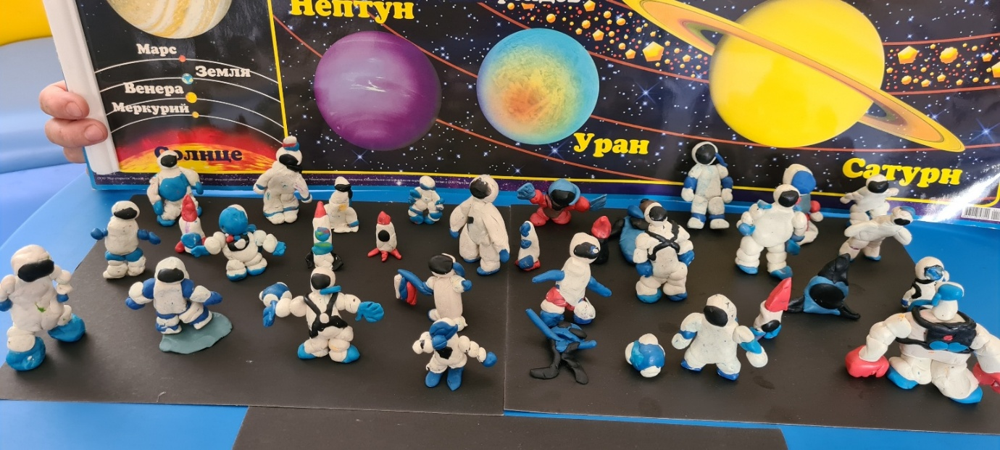 Нептун
Марс
Земля
Венера
Меркурий
Солнце
Уран
Сатурн